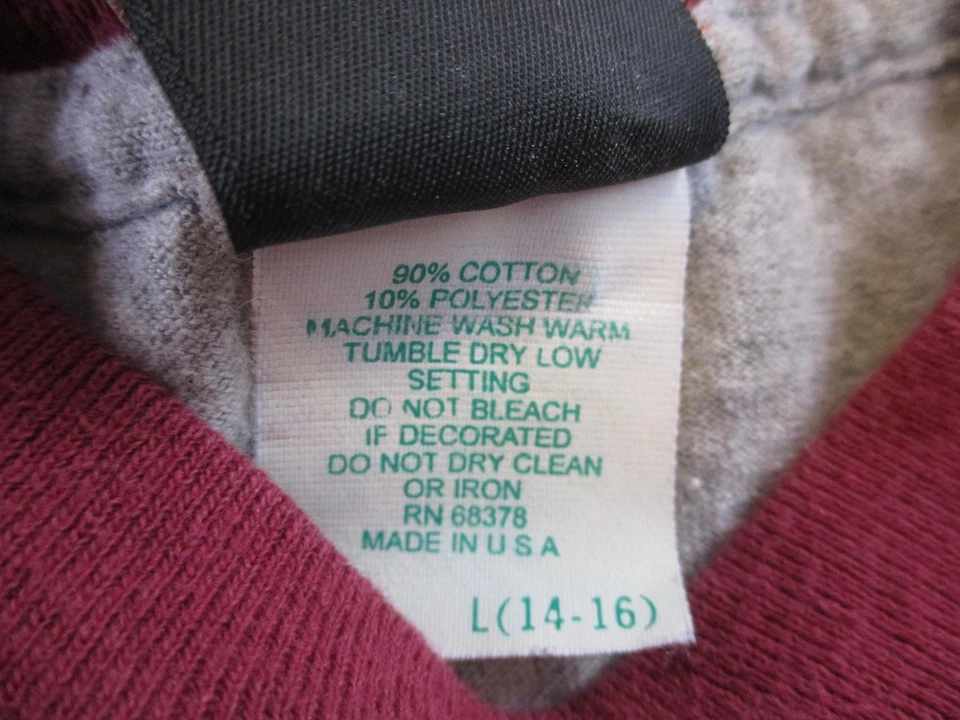 90% COTTON
10% POLYESTER
MACHINE WASH WARM
TUMBLE DRY LOW
SETTING
DO NOT BLEACH
IF DECORATED
DO NOT DRY CLEAN
OR IRON
RN 68378
MADE IN U S A
L(14-16)